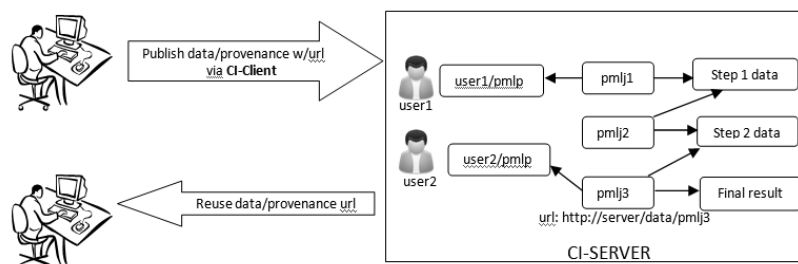 Publish data/provenance w/url
via CI-Client
user1
user1/pmlp
pmlj1
Step 1 data
pmlj2
Step 2 data
user2
user2/pmlp
pmlj3
Final result
url: http://server/data/pmlj3
Reuse data/provenance url
CI-SERVER